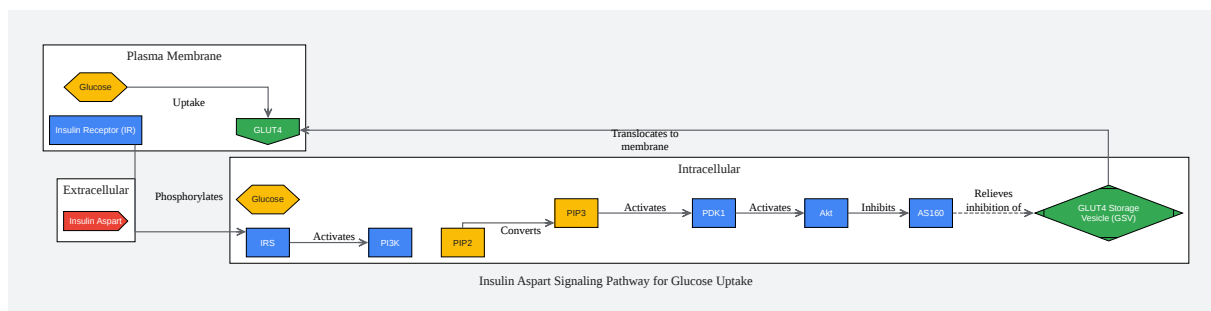 Plasma Membrane
Glucose
Uptake
Insulin Receptor (IR)
GLUT4
Translocates to
membrane
Intracellular
Extracellular
Insulin Aspart
Phosphorylates
Glucose
IRS
Activates
PI3K
PIP2
Converts
PIP3
Activates
PDK1
Activates
Akt
Inhibits
AS160
Relieves
inhibition of
GLUT4 Storage
Vesicle (GSV)
Insulin Aspart Signaling Pathway for Glucose Uptake